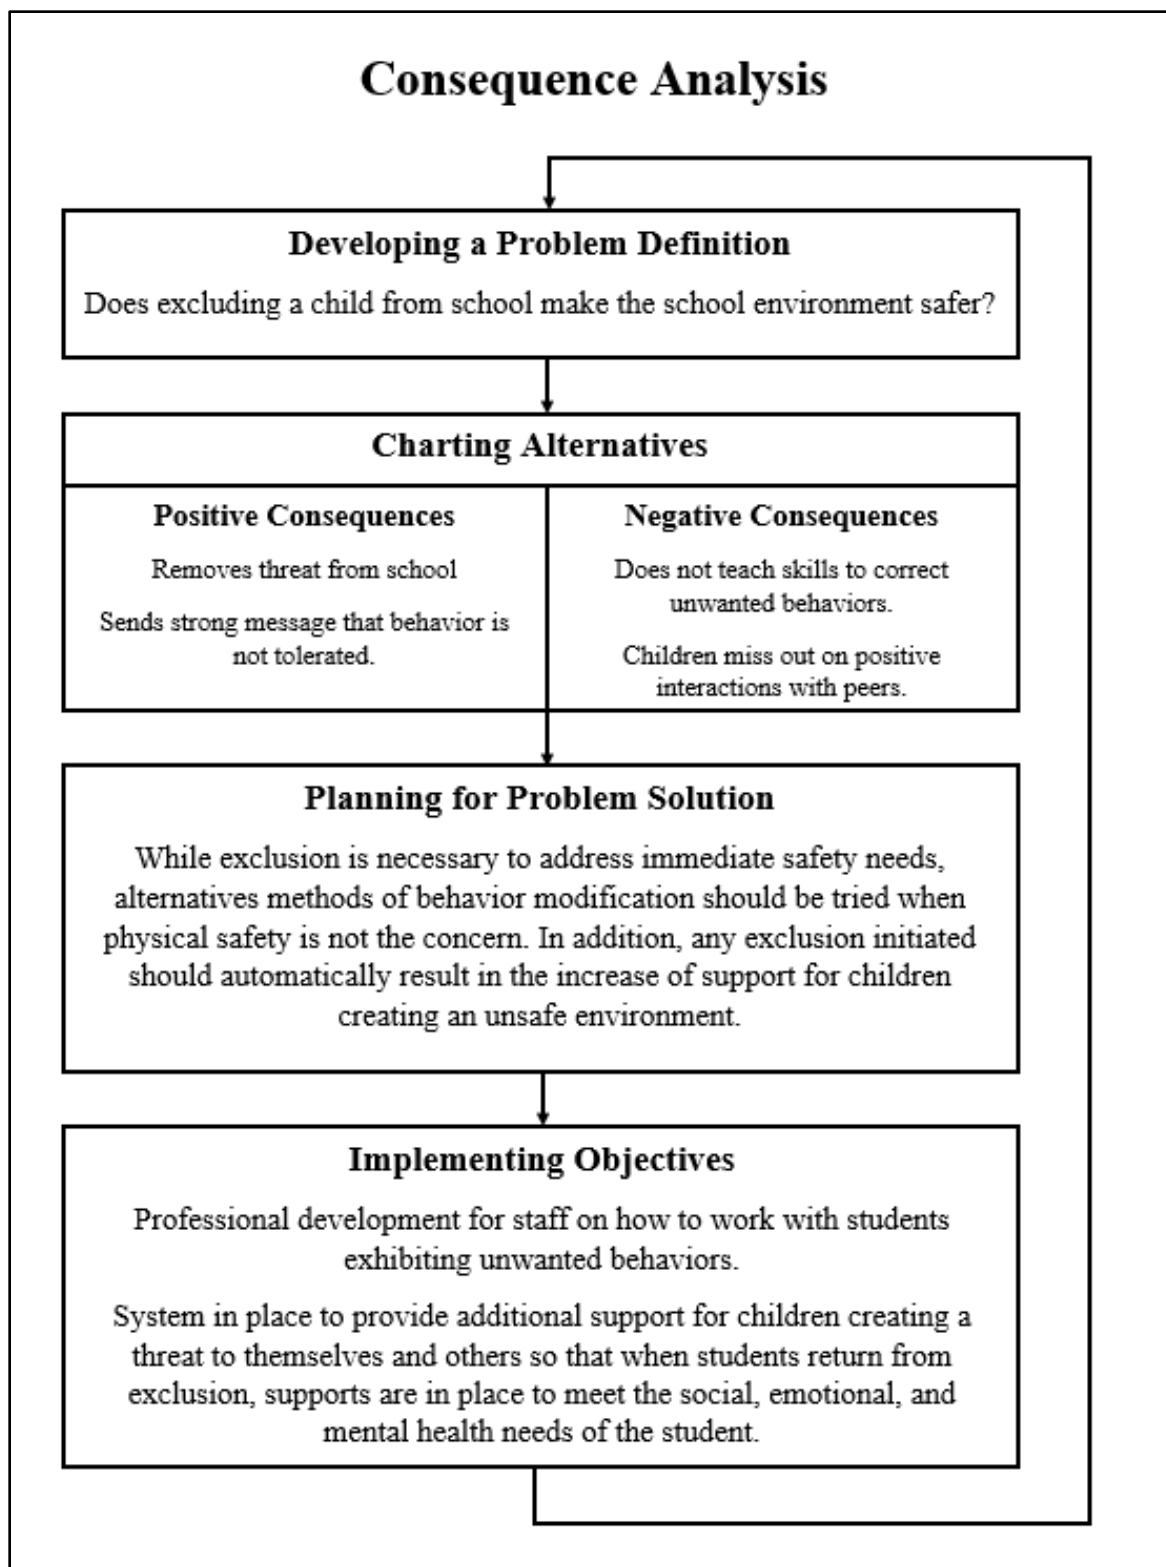 Consequence Analysis
Developing a Problem Definition
Does excluding a child from school make the school environment safer?
Charting Alternatives
Positive Consequences
Removes threat from school
Sends strong message that behavior is
not tolerated.
Negative Consequences
Does not teach skills to correct
unwanted behaviors.
Children miss out on positive
interactions with peers.
Planning for Problem Solution
While exclusion is necessary to address immediate safety needs,
alternatives methods of behavior modification should be tried when
physical safety is not the concern. In addition, any exclusion initiated
should automatically result in the increase of support for children
creating an unsafe environment.
Implementing Objectives
Professional development for staff on how to work with students
exhibiting unwanted behaviors.
System in place to provide additional support for children creating a
threat to themselves and others so that when students return from
exclusion, supports are in place to meet the social, emotional, and
mental health needs of the student.